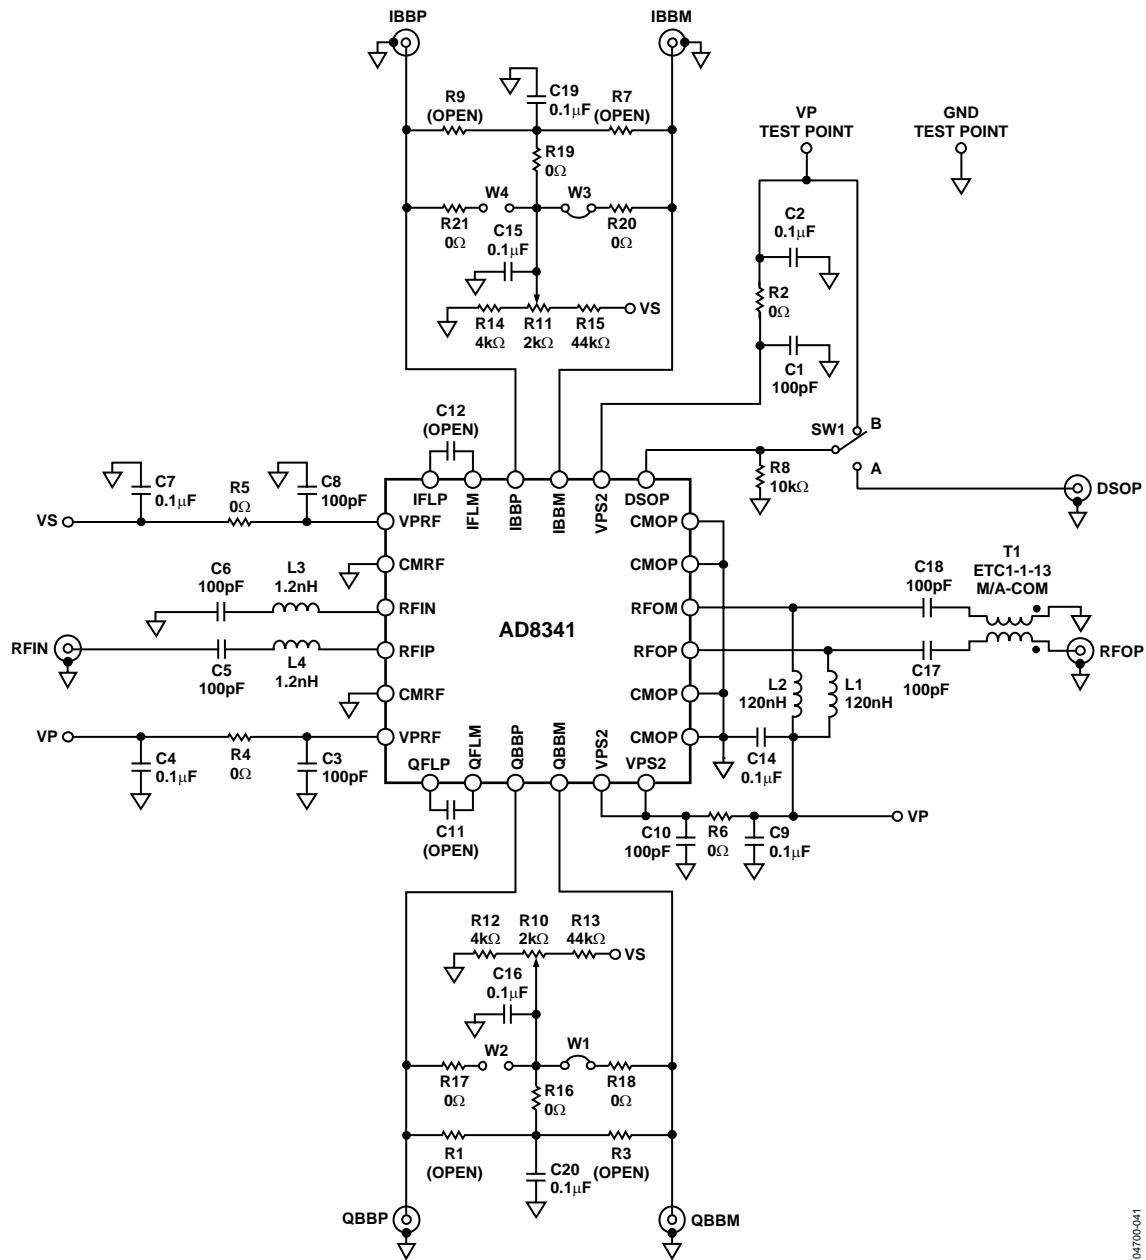 IBBP
IBBM
R9
(OPEN)
C19
0.1μF
R7
(OPEN)
VP
TEST POINT
GND
TEST POINT
R19
0Ω
W4
W3
R21
0Ω
C15
0.1μF
R20
0Ω
C2
0.1μF
R2
0Ω
R14
4kΩ
R11
2kΩ
R15
44kΩ
VS
C1
100pF
C12
(OPEN)
SW1
B
A
R8
10kΩ
DSOP
C7
0.1μF
R5
0Ω
C8
100pF
VS
IFLP
IFLM
IBBP
IBBM
VPS2
DSOP
VPRF
CMOP
CMRF
CMOP
C6
100pF
L3
1.2nH
RFIN
RFOM
C18
100pF
T1
ETC1-1-13
M/A-COM
AD8341
RFIN
C5
100pF
L4
1.2nH
RFIP
RFOP
C17
100pF
RFOP
CMRF
CMOP
L2
120nH
L1
120nH
VP
VPRF
CMOP
C4
0.1μF
R4
0Ω
C3
100pF
QFLP
QFLM
QBBP
QBBM
VPS2
VPS2
C14
0.1μF
C11
(OPEN)
C10
100pF
R6
0Ω
C9
0.1μF
VP
R12
4kΩ
R10
2kΩ
R13
44kΩ
VS
C16
0.1μF
W2
W1
R17
0Ω
R16
0Ω
R18
0Ω
R1
(OPEN)
C20
0.1μF
R3
(OPEN)
QBBP
QBBM
04700-041